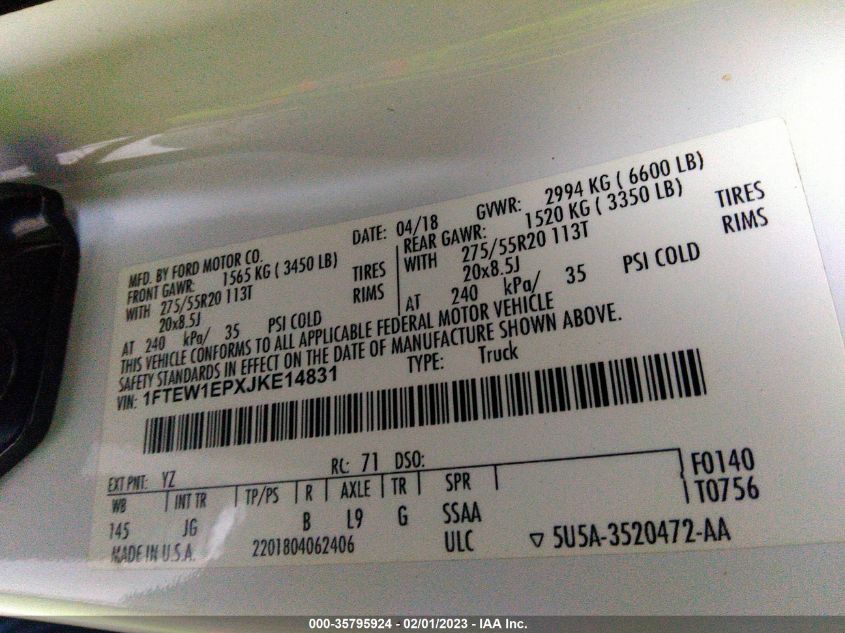 MFD. BY FORD MOTOR CO.
DATE: 04/18 GVWR: 2994 KG ( 6600 LB)
FRONT GAWR: 1565 KG ( 3450 LB)
REAR GAWR: 1520 KG ( 3350 LB)
WITH 275/55R20 113T TIRES
WITH 275/55R20 113T TIRES
20x8.5J RIMS
20x8.5J RIMS
AT 240 kPa/ 35 PSI COLD
AT 240 kPa/ 35 PSI COLD
THIS VEHICLE CONFORMS TO ALL APPLICABLE FEDERAL MOTOR VEHICLE
SAFETY STANDARDS IN EFFECT ON THE DATE OF MANUFACTURE SHOWN ABOVE.
VIN: 1FTEW1EPXJKE14831 TYPE: Truck
EXT PNT: YZ RC: 71 DSO: F0140
WB INT TR TP/PS R AXLE TR SPR T0756
145 JG B L9 G SSAA
MADE IN U.S.A. 2201804062406 ULC ▽ 5U5A-3520472-AA
000-35795924 - 02/01/2023 - IAA Inc.